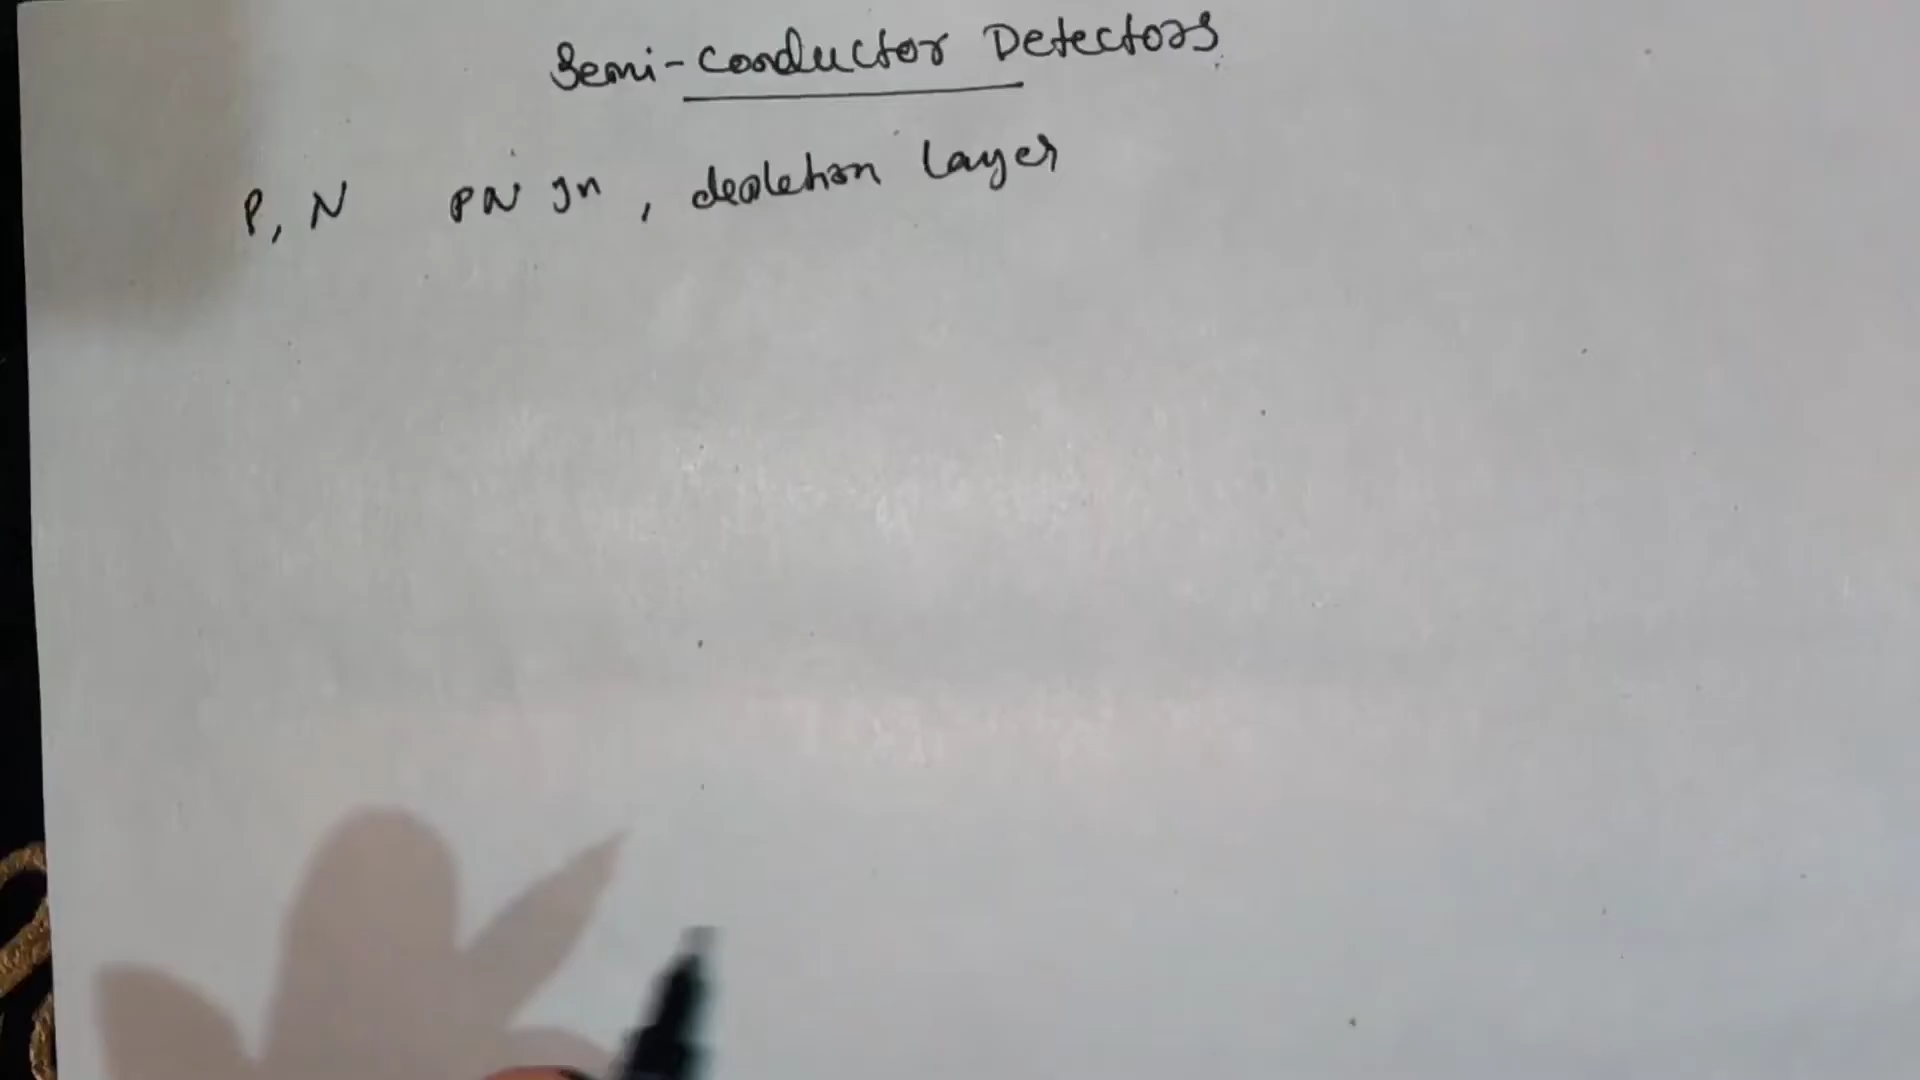 Semi-Conductor Detectors
P, N PN Jn, depletion layer